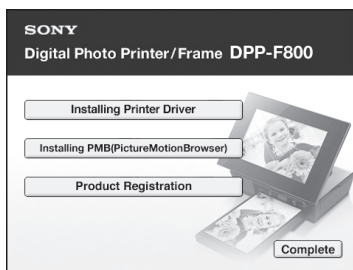 SONY
Digital Photo Printer/Frame DPP-F800
Installing Printer Driver
Installing PMB(PictureMotionBrowser)
Product Registration
Complete